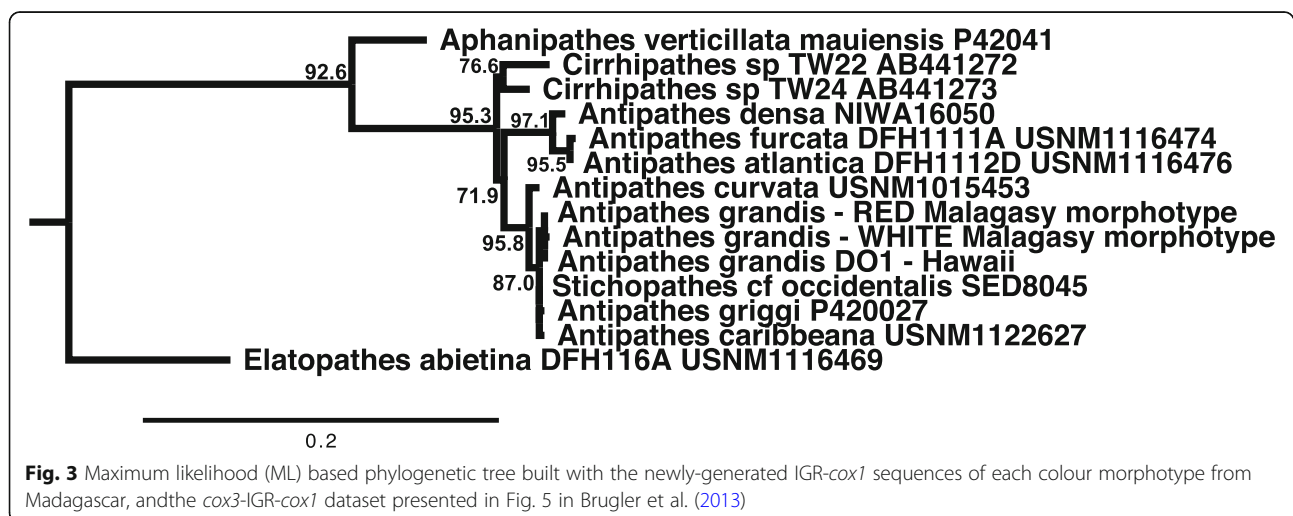 Aphanipathes verticillata mauiensis P42041
92.6
76.6
Cirrhipathes sp TW22 AB441272
Cirrhipathes sp TW24 AB441273
95.3
97.1
Antipathes densa NIWA16050
Antipathes furcata DFH1111A USNM1116474
95.5
Antipathes atlantica DFH1112D USNM1116476
71.9
Antipathes curvata USNM1015453
Antipathes grandis - RED Malagasy morphotype
95.8
Antipathes grandis - WHITE Malagasy morphotype
Antipathes grandis DO1 - Hawaii
87.0
Stichopathes cf occidentalis SED8045
Antipathes griggi P420027
Antipathes caribbeana USNM1122627
Elatopathes abietina DFH116A USNM1116469
0.2
Fig. 3 Maximum likelihood (ML) based phylogenetic tree built with the newly-generated IGR-cox1 sequences of each colour morphotype from
Madagascar, andthe cox3-IGR-cox1 dataset presented in Fig. 5 in Brugler et al. (2013)